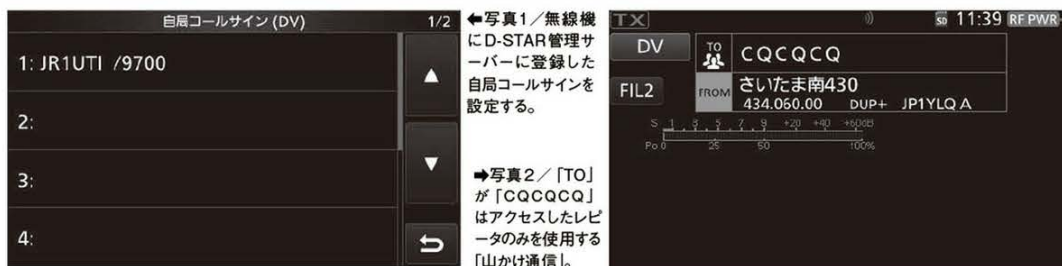 自局コールサイン (DV) 1/2
1: JR1UTI /9700
2:
3:
4:
⬅写真1／無線機
にD-STAR管理サ
ーバーに登録した
自局コールサインを
設定する。
➡写真2／「TO」
が「CQCQCQ」
はアクセスしたレピ
ータのみを使用する
「山かけ通信」。
TX 11:39 RF PWR
DV TO CQCQCQ
FIL2 FROM さいたま南430
434.060.00 DUP+ JP1YLQ A
S 1 3 5 7 9 +20 +40 +60dB
Po 0 25 50 100%